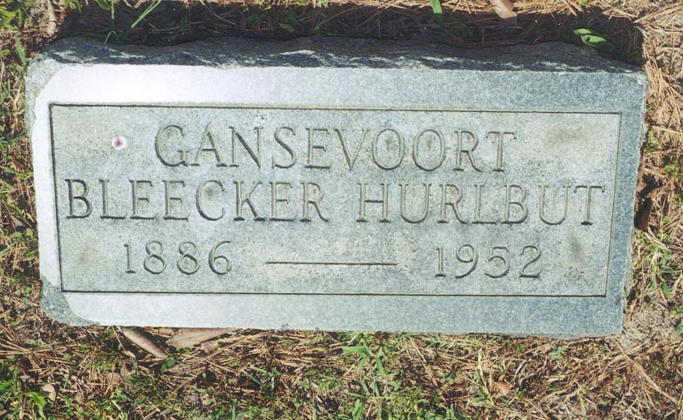 GANSEVOORT
BLEECKER HURLBUT
1886 — 1952